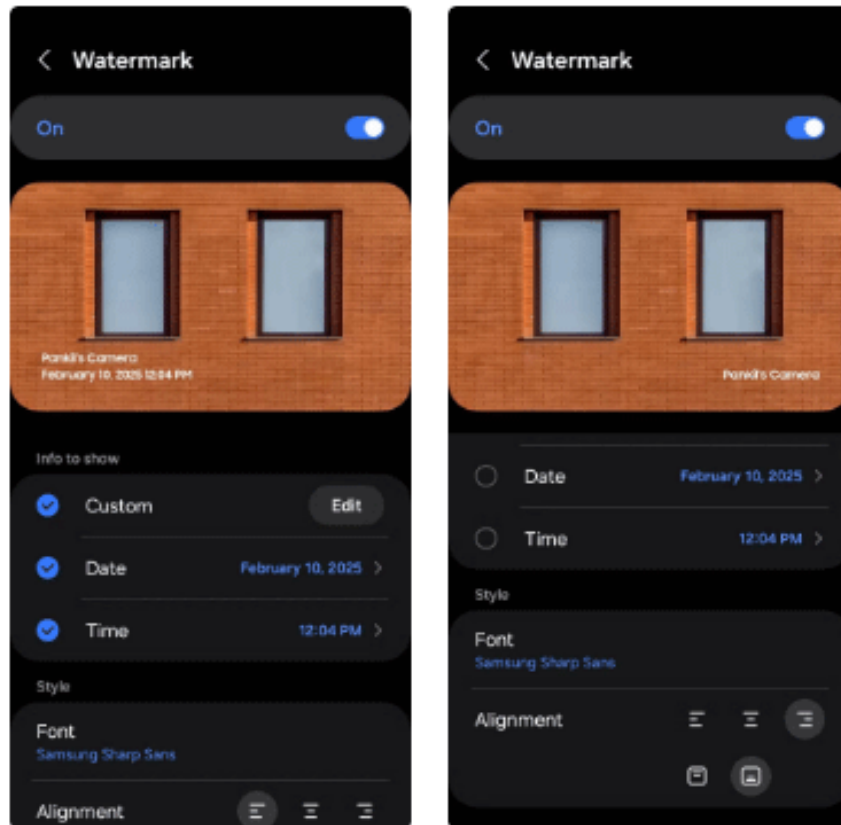 Watermark
On
Pankil's Camera
February 10, 2025 12:04 PM
Info to show
Custom
Edit
Date
February 10, 2025
Time
12:04 PM
Style
Font
Samsung Sharp Sans
Alignment
Watermark
On
Pankil's Camera
Date
February 10, 2025
Time
12:04 PM
Style
Font
Samsung Sharp Sans
Alignment